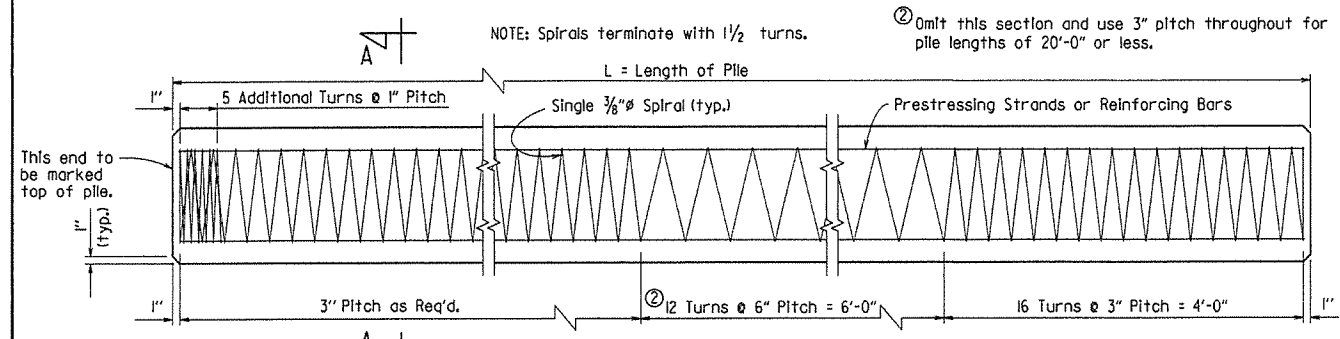 NOTE: Spirals terminate with 1½ turns.
② Omit this section and use 3" pitch throughout for
pile lengths of 20'-0" or less.
A
L = Length of Pile
1"
5 Additional Turns @ 1" Pitch
Single ⅜"ø Spiral (typ.)
Prestressing Strands or Reinforcing Bars
This end to
be marked
top of pile.
1"
(typ.)
1"
3" Pitch as Req'd.
② 12 Turns @ 6" Pitch = 6'-0"
16 Turns @ 3" Pitch = 4'-0"
1"
A